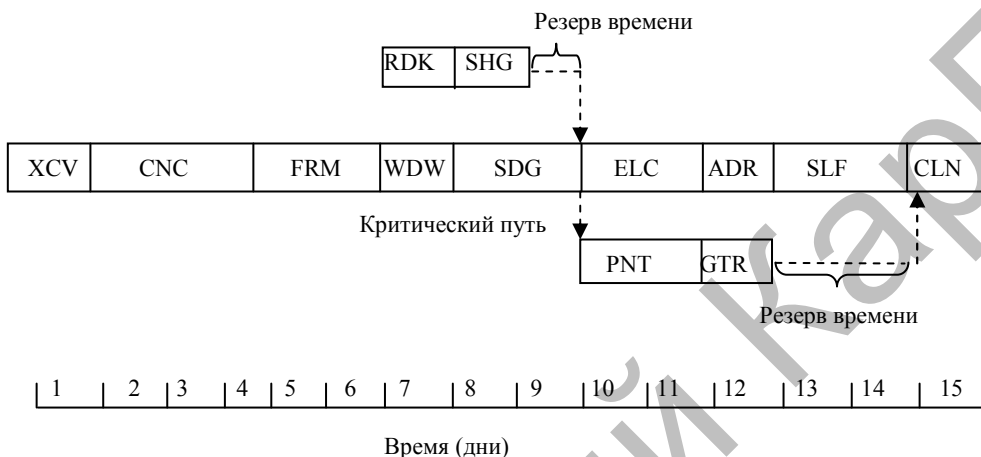 Резерв времени
RDK SHG
XCV CNC FRM WDW SDG ELC ADR SLF CLN
Критический путь
PNT GTR
Резерв времени
1 2 3 4 5 6 7 8 9 10 11 12 13 14 15
Время (дни)